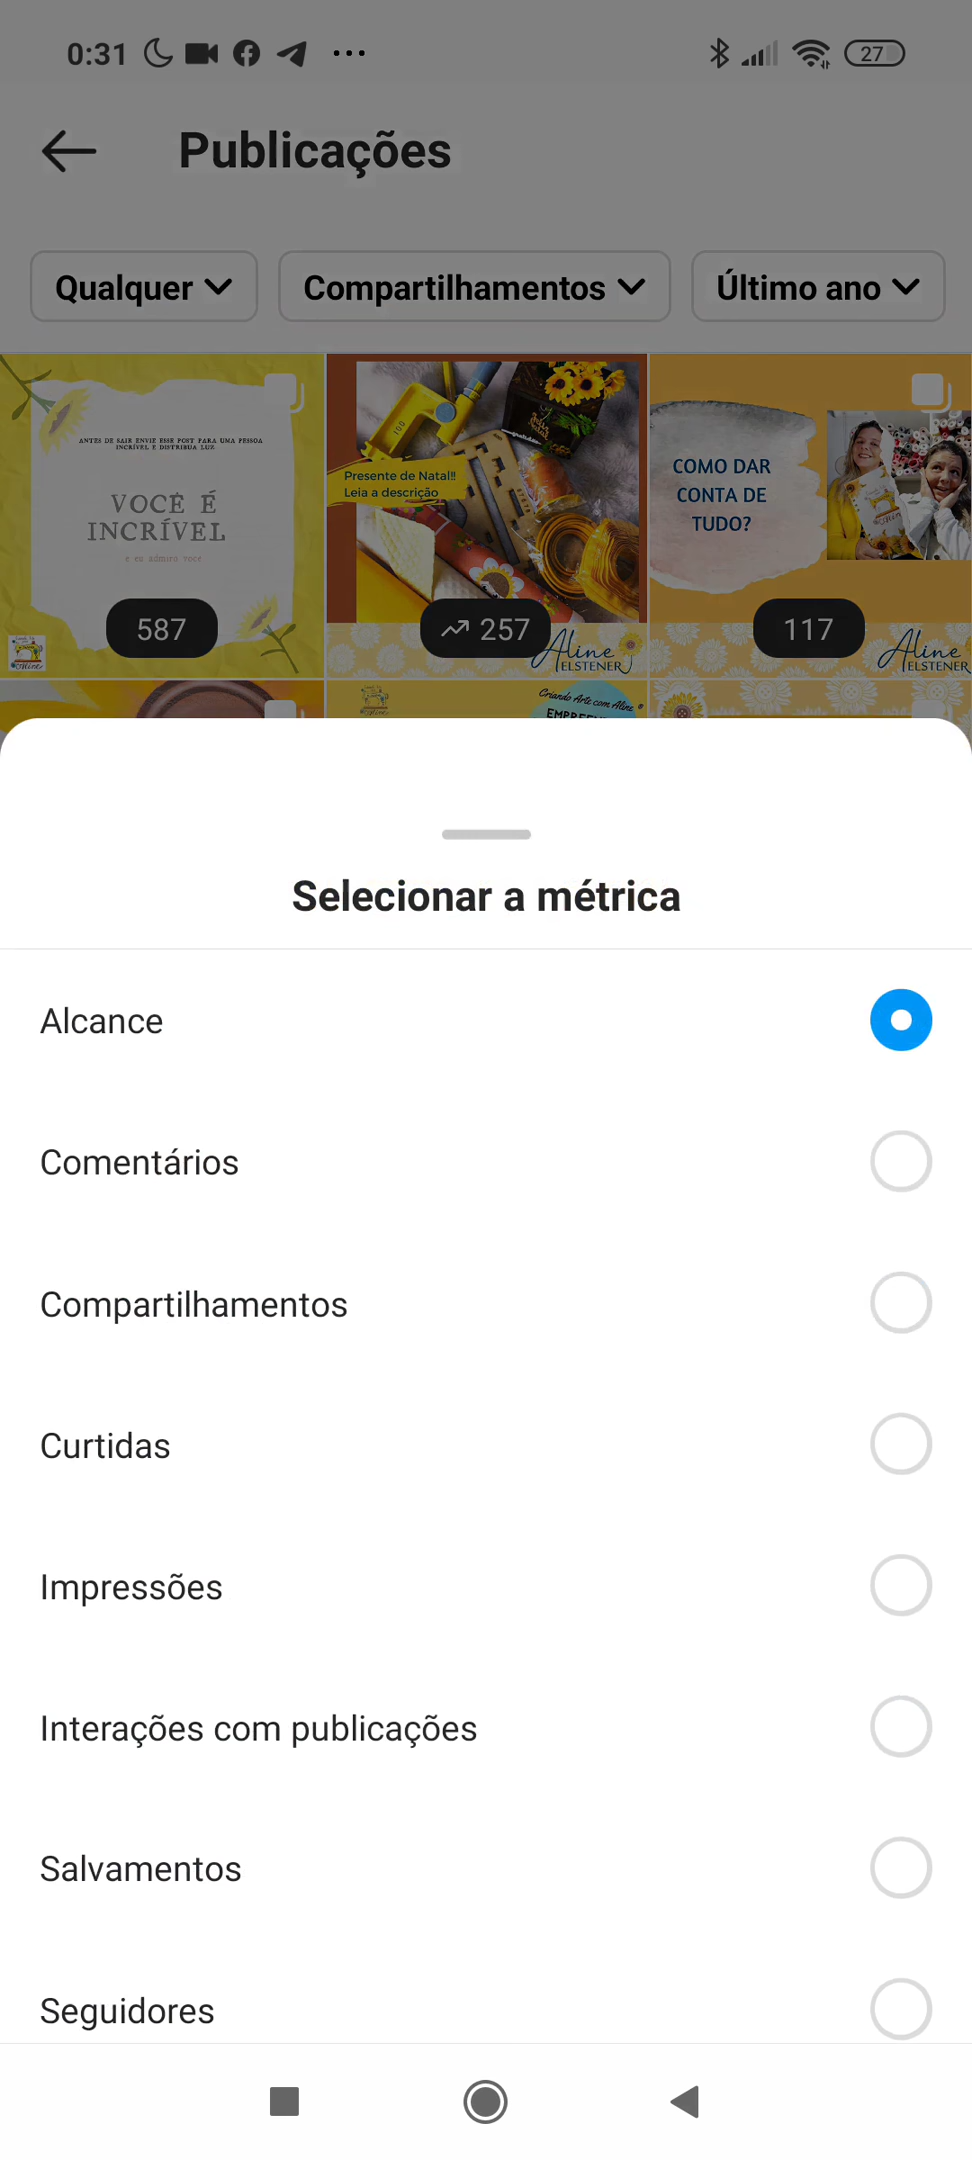 0:31
27
Publicações
Qualquer
Compartilhamentos
Último ano
ANTES DE SAIR ENVIE ESSE POST PARA UMA PESSOA
INCRÍVEL E DISTRIBUA LUZ
VOCÊ É
INCRÍVEL
e eu admiro você
587
Presente de Natal!!
Leia a descrição
257
Aline
ELSTENER
COMO DAR
CONTA DE
TUDO?
117
Aline
ELSTENER
Criando Arte com Aline
Selecionar a métrica
Alcance
Comentários
Compartilhamentos
Curtidas
Impressões
Interações com publicações
Salvamentos
Seguidores